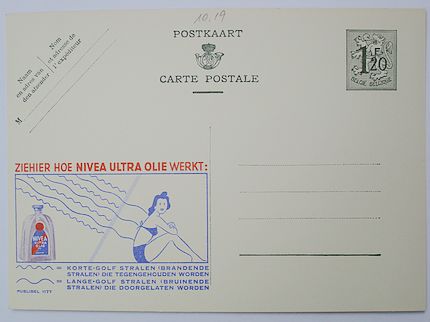 10.19
POSTKAART
CARTE POSTALE
Naam
en adres van
den afzender
Nom
et adresse de
l'expéditeur
M
1F20
BELGIE-BELGIQUE
ZIEHIER HOE NIVEA ULTRA OLIE WERKT:
NIVEA
= KORTE-GOLF STRALEN (BRANDENDE
STRALEN) DIE TEGENGEHOUDEN WORDEN
= LANGE-GOLF STRALEN (BRUINENDE
STRALEN) DIE DOORGELATEN WORDEN
PUBLIBEL 1177